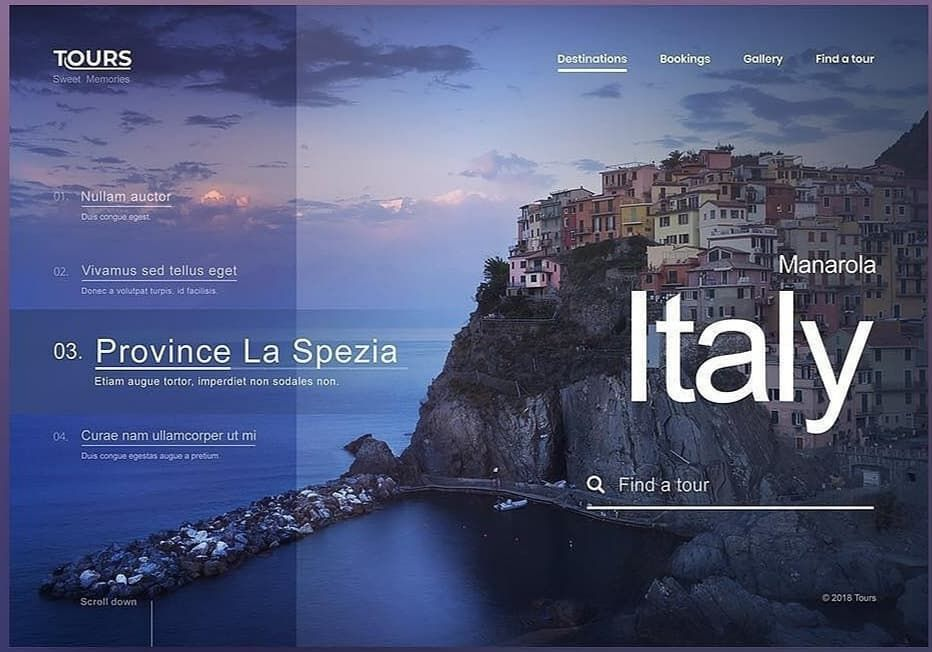 TOURS
Sweet Memories
Destinations Bookings Gallery Find a tour
01. Nullam auctor
Duis congue egest.
02. Vivamus sed tellus eget
Donec a volutpat turpis, id facilisis.
03. Province La Spezia
Etiam augue tortor, imperdiet non sodales non.
04. Curae nam ullamcorper ut mi
Duis congue egestas augue a pretium
Manarola
Italy
Find a tour
Scroll down
© 2018 Tours